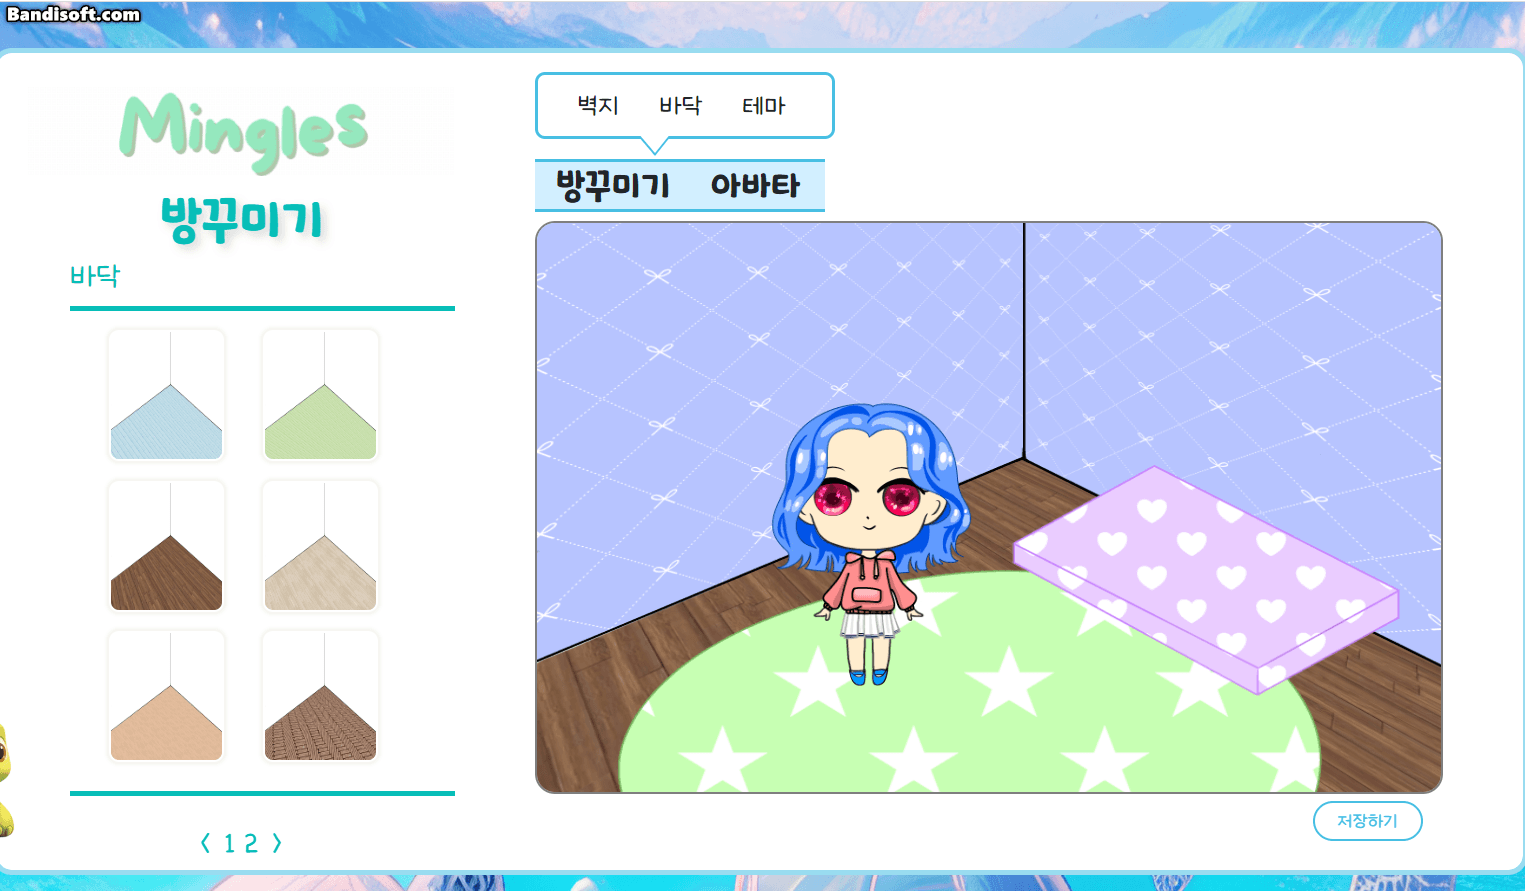 Bandisoft.com
Mingles
방꾸미기
바닥
〈 1 2 〉
벽지 바닥 테마
방꾸미기 아바타
저장하기